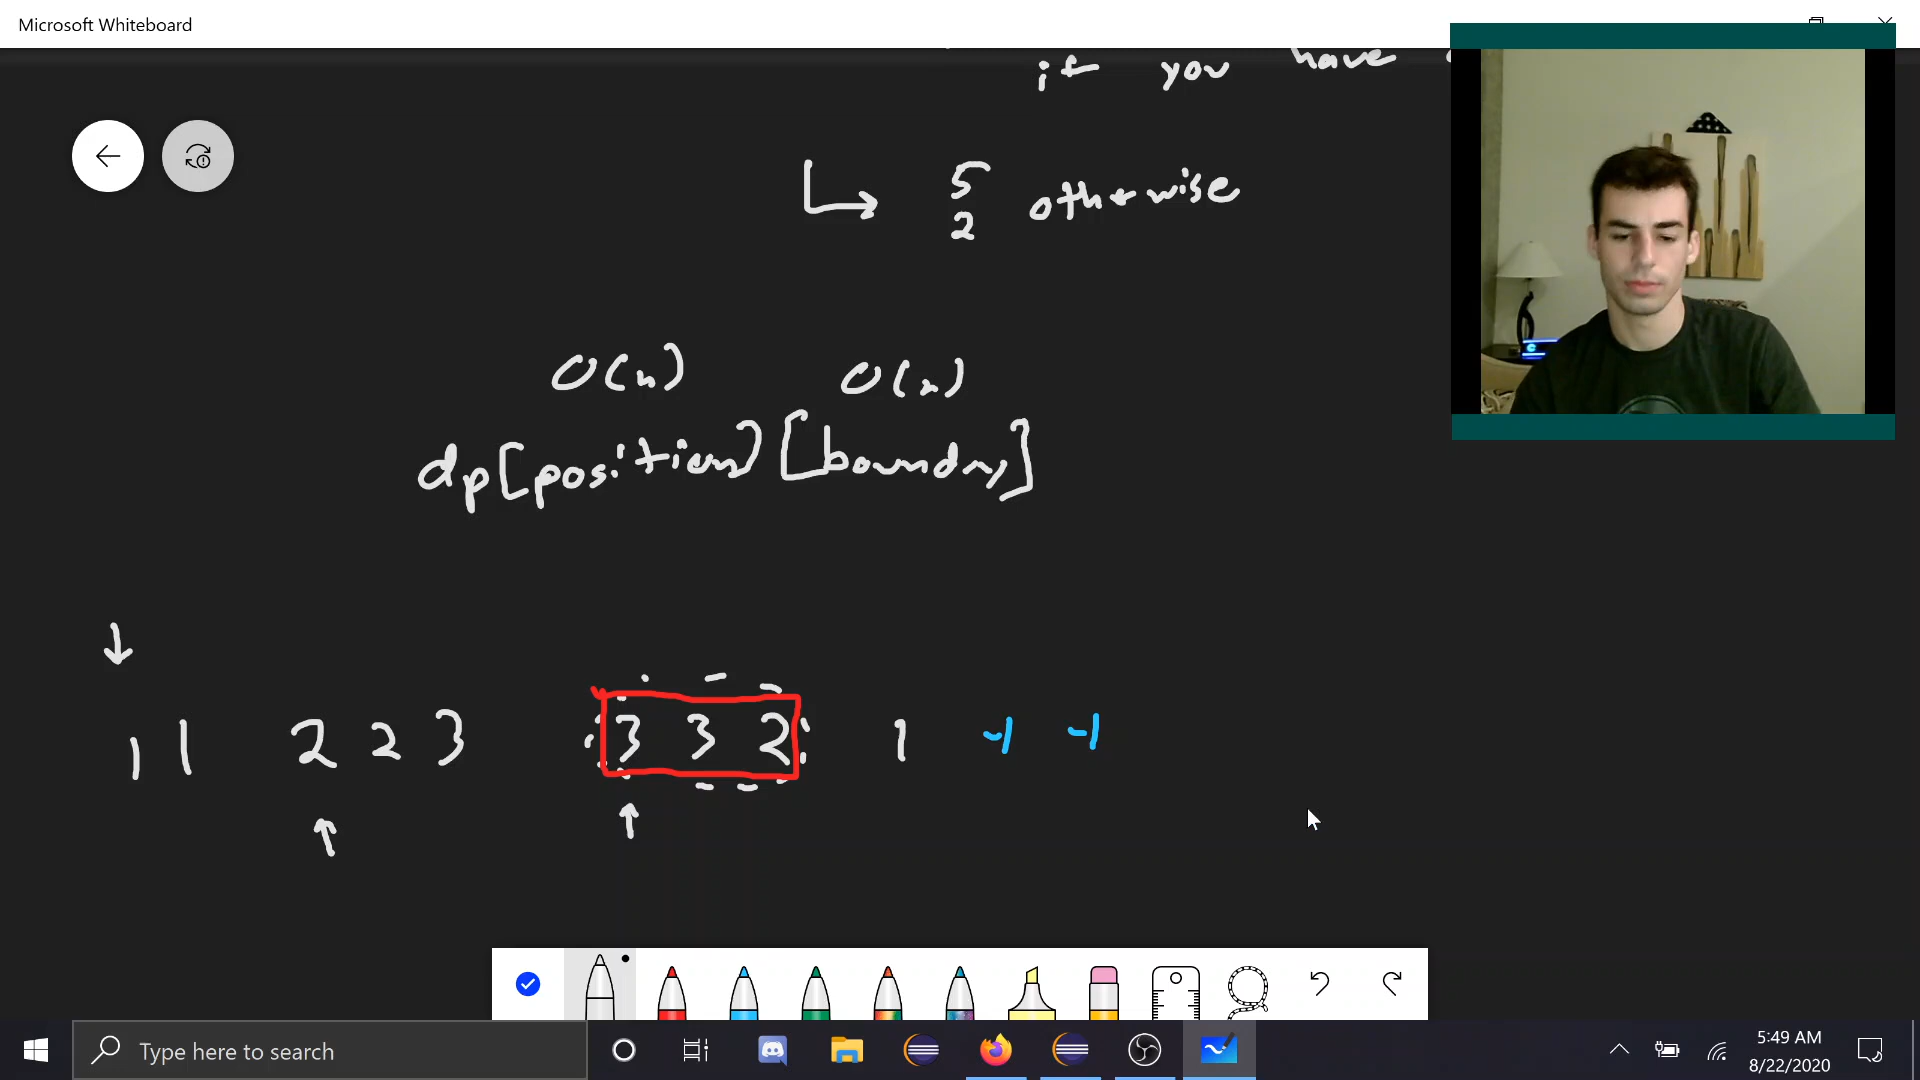 Microsoft Whiteboard
if you have
5 otherwise
2
O(n) O(n)
dp[position][boundry]
1 1 2 2 3 3 3 2 1 -1 -1
Type here to search
5:49 AM
8/22/2020